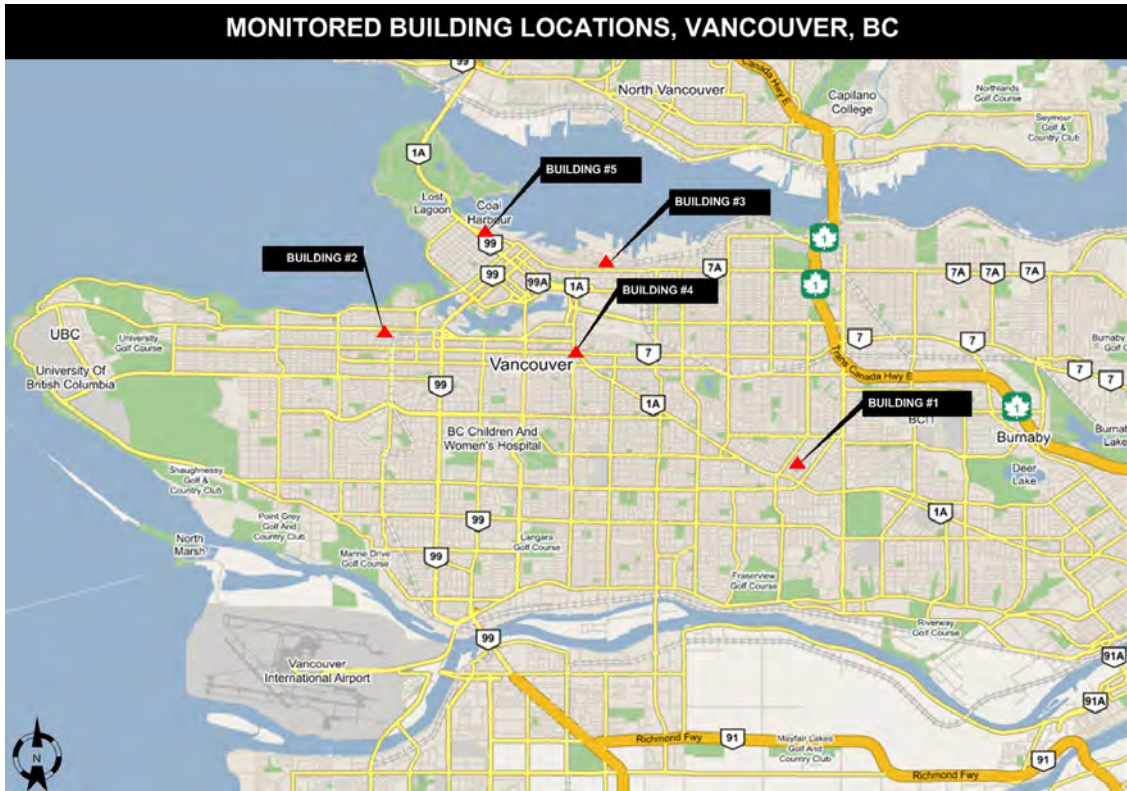 MONITORED BUILDING LOCATIONS, VANCOUVER, BC
99
Canada Hwy E
North Vancouver
Capilano
College
Northlands
Golf Course
Seymour
Golf &
Country Club
1A
BUILDING #5
Lost
Lagoon
Coal
Harbour
BUILDING #3
99
1
BUILDING #2
99
99A
1A
7A
7A
7A
7A
1
BUILDING #4
UBC
University
Golf Course
7
7
Burnaby
Golf C
University Of
British Columbia
Vancouver
7
Trans Canada Hwy E
7
7
99
1A
BUILDING #1
BCIT
1
BC Children And
Women's Hospital
Burnaby
Burnab
Lake
Shaughnessy
Golf &
Country Club
Deer
Lake
Point Grey
Golf And
Country Club
99
1A
North
Marsh
Langara
Golf Course
Marine Drive
Golf Course
99
Fraserview
Golf Course
Riverway
Golf Course
99
91A
Vancouver
International Airport
91A
Richmond Fwy
91
Mayfair Lakes
Golf And
Country Club
91
Richmond Fwy
N